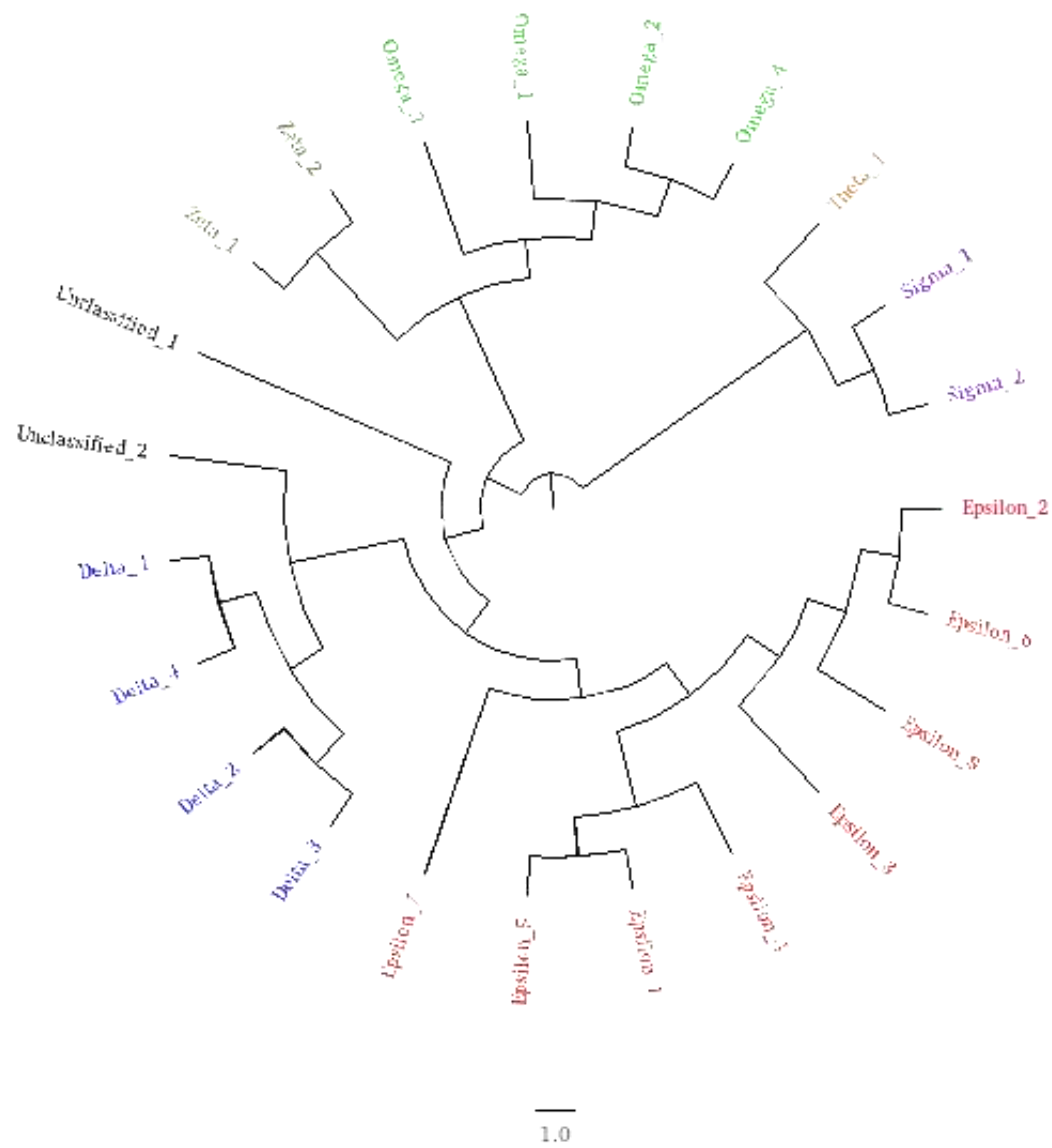 Omega_1
Omega_2
Omega_4
Omega_3
Zeta_2
Theta_1
Zeta_1
Sigma_1
Unclassified_1
Sigma_2
Unclassified_2
Epsilon_2
Delta_1
Epsilon_6
Delta_4
Epsilon_8
Delta_2
Epsilon_3
Delta_3
Epsilon_7
Epsilon_5
Epsilon_1
1.0